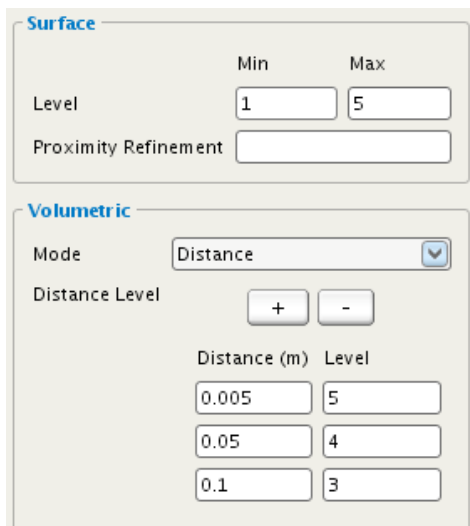 Surface
Min Max
Level 1 5
Proximity Refinement
Volumetric
Mode Distance
Distance Level + -
Distance (m) Level
0.005 5
0.05 4
0.1 3